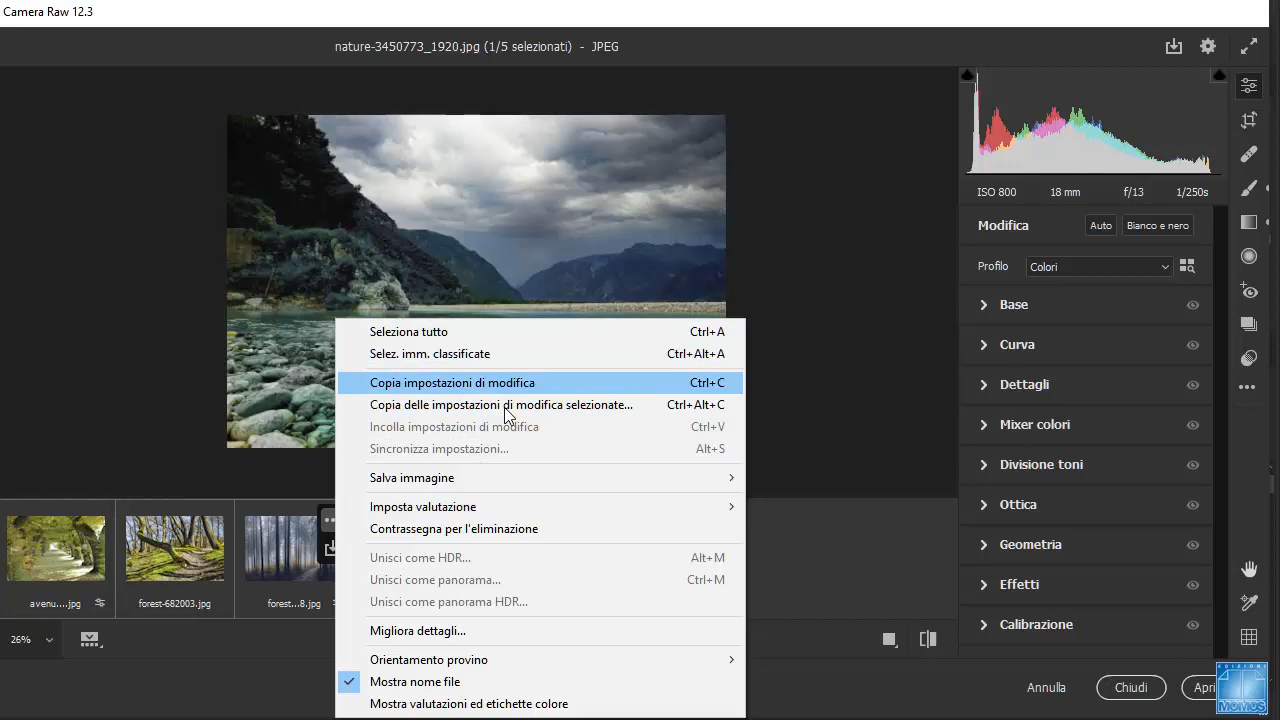 Camera Raw 12.3
nature-3450773_1920.jpg (1/5 selezionati) - JPEG
ISO 800 18 mm f/13 1/250s
Modifica Auto Bianco e nero
Profilo Colori
Base
Curva
Dettagli
Mixer colori
Divisione toni
Ottica
Geometria
Effetti
Calibrazione
Seleziona tutto Ctrl+A
Selez. imm. classificate Ctrl+Alt+A
Copia impostazioni di modifica Ctrl+C
Copia delle impostazioni di modifica selezionate... Ctrl+Alt+C
Incolla impostazioni di modifica Ctrl+V
Sincronizza impostazioni... Alt+S
Salva immagine
Imposta valutazione
Contrassegna per l'eliminazione
Unisci come HDR... Alt+M
Unisci come panorama... Ctrl+M
Unisci come panorama HDR...
Migliora dettagli...
Orientamento provino
Mostra nome file
Mostra valutazioni ed etichette colore
avenu....jpg forest-682003.jpg forest...8.jpg
26%
Annulla Chiudi Apri
EDIZIONI
MOMOS